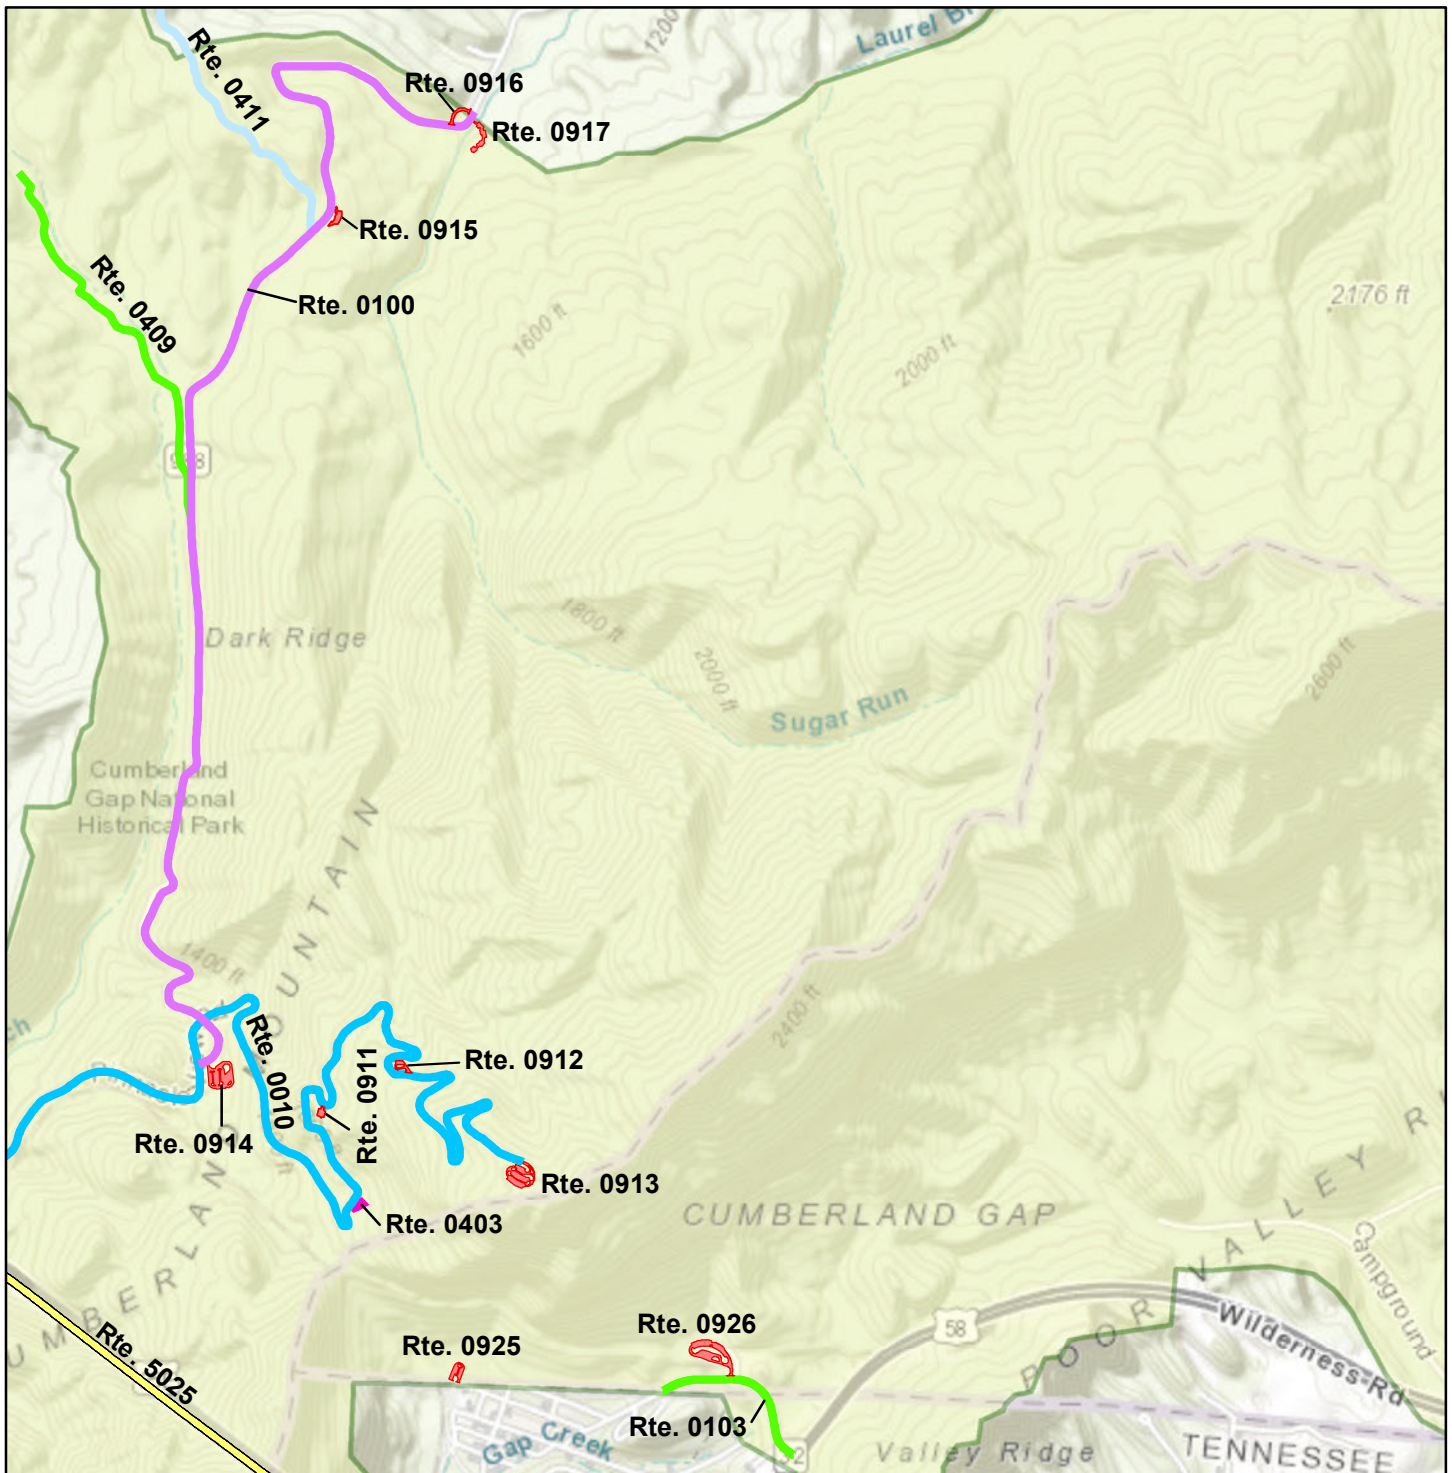 Laurel B
1200
Rte. 0411
Rte. 0916
Rte. 0917
Rte. 0915
Rte. 0409
Rte. 0100
2176 ft
1600 ft
2000 ft
Dark Ridge
1800 ft
2000 ft
2600 ft
Sugar Run
Cumberland
Gap National
Historical Park
1400 ft
2400 ft
Rte. 0010
Rte. 0911
Rte. 0912
Rte. 0914
Rte. 0913
Rte. 0403
CUMBERLAND GAP
UMBERLAND MOUNTAIN
POOR VALLEY R
Campground
58
Wilderness Rd
Rte. 0926
Rte. 0925
Rte. 5025
Rte. 0103
Gap Creek
Valley Ridge
TENNESSEE